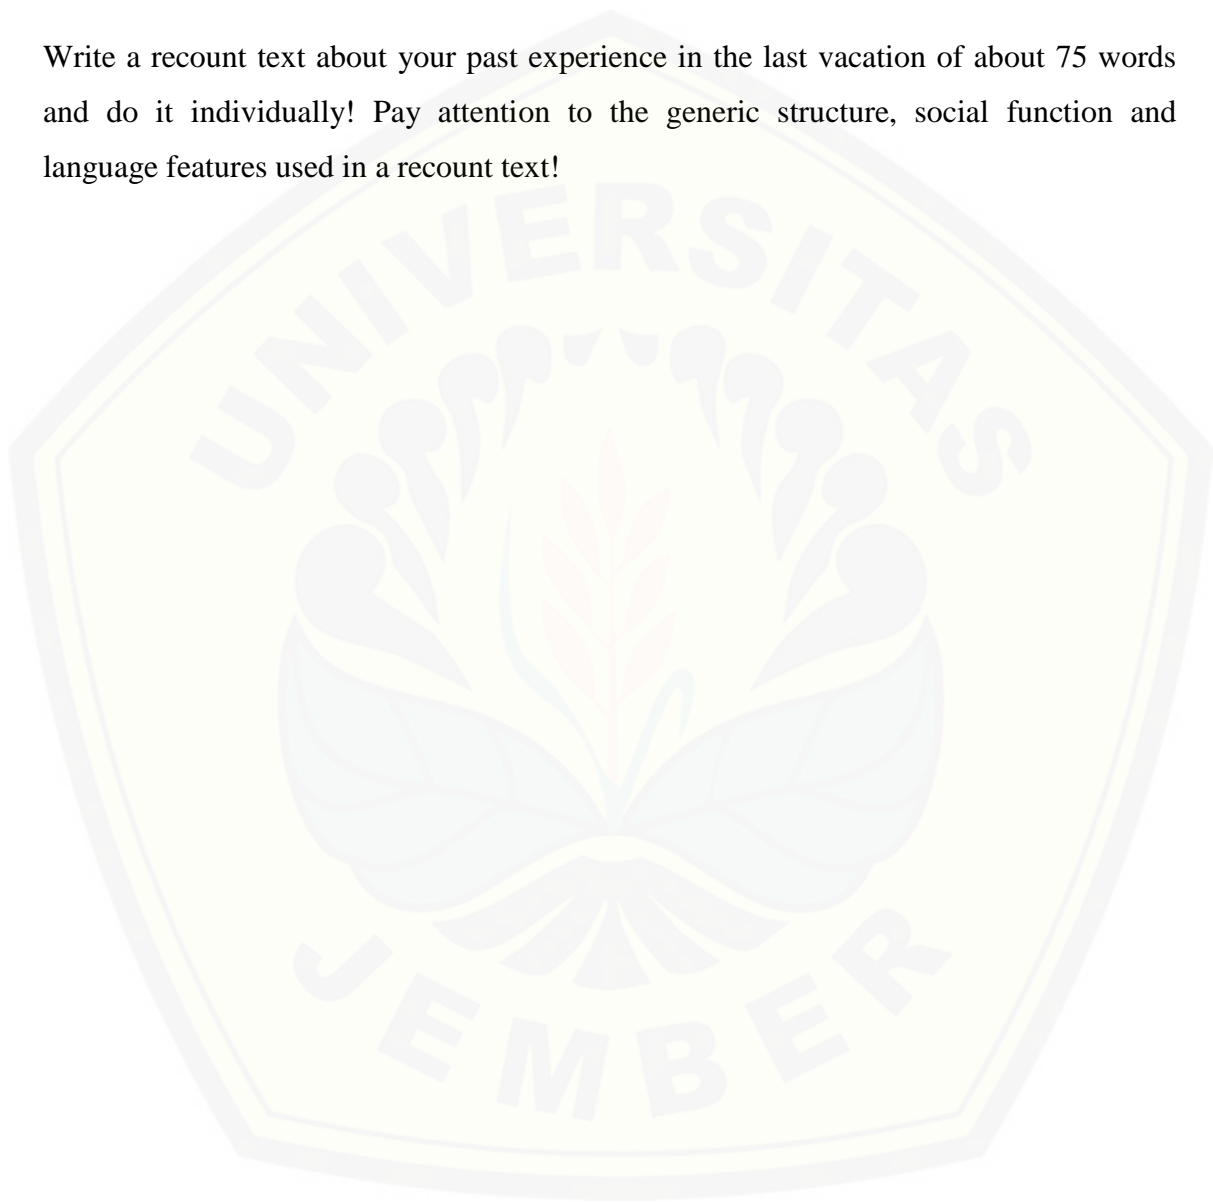 Write a recount text about your past experience in the last vacation of about 75 words
and do it individually! Pay attention to the generic structure, social function and
language features used in a recount text!
UNIVERSITAS
JEMBER